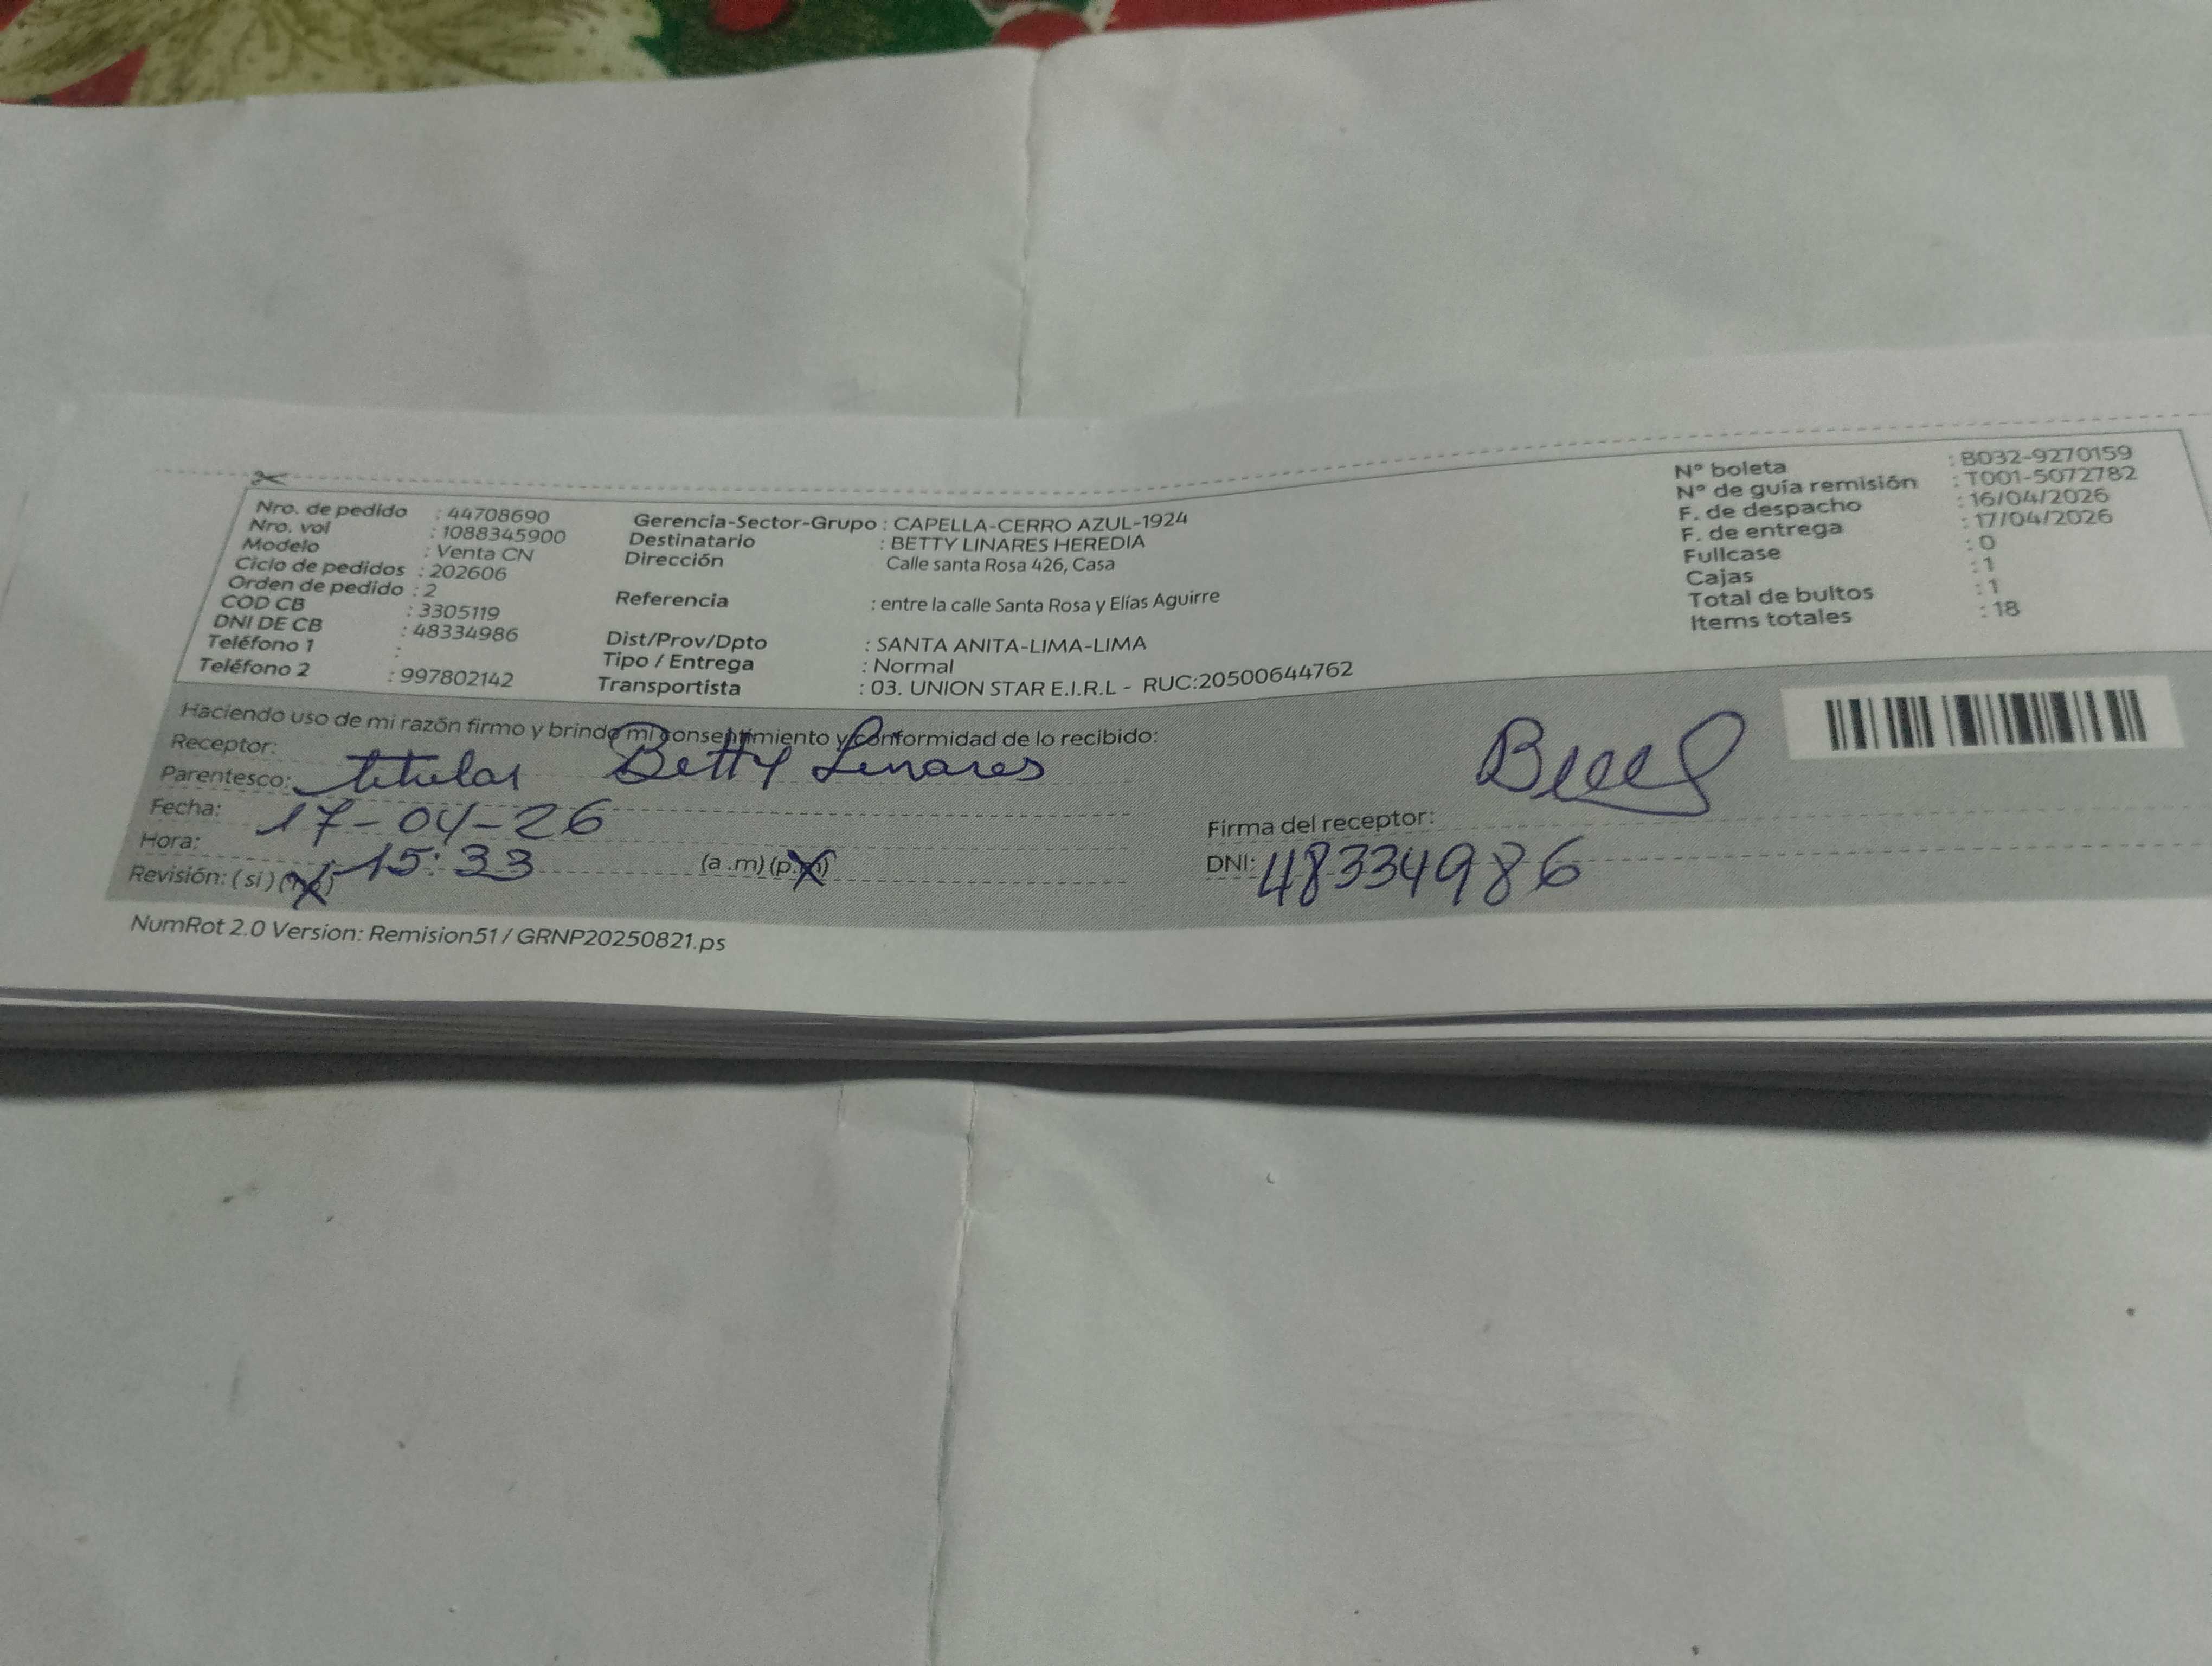 Nro. de pedido : 44708690
Nro. vol : 1088345900
Modelo : Venta CN
Ciclo de pedidos : 202606
Orden de pedido : 2
COD CB : 3305119
DNI DE CB : 48334986
Teléfono 1 :
Teléfono 2 : 997802142
Gerencia-Sector-Grupo : CAPELLA-CERRO AZUL-1924
Destinatario : BETTY LINARES HEREDIA
Dirección Calle santa Rosa 426, Casa
Referencia : entre la calle Santa Rosa y Elías Aguirre
Dist/Prov/Dpto : SANTA ANITA-LIMA-LIMA
Tipo / Entrega : Normal
Transportista : 03. UNION STAR E.I.R.L - RUC:20500644762
N° boleta : B032-9270159
N° de guía remisión : T001-5072782
F. de despacho : 16/04/2026
F. de entrega : 17/04/2026
Fullcase : 0
Cajas : 1
Total de bultos : 1
Items totales : 18
Haciendo uso de mi razón firmo y brindo mi consentimiento y conformidad de lo recibido:
Receptor:
Parentesco: titular Betty Linares
Fecha: 17-04-26
Hora: 15:33 (a.m) (p.m)
Revisión: (si) (no)
Firma del receptor:
DNI: 48334986
NumRot 2.0 Version: Remision51 / GRNP20250821.ps